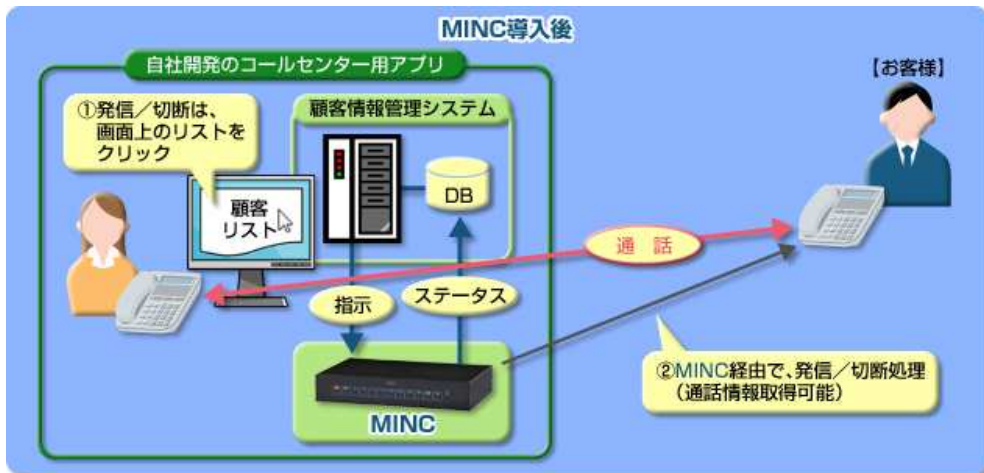 MINC導入後
自社開発のコールセンター用アプリ
【お客様】
①発信／切断は、
画面上のリストを
クリック
顧客情報管理システム
DB
顧客
リスト
通 話
指示
ステータス
②MINC経由で、発信／切断処理
（通話情報取得可能）
MINC